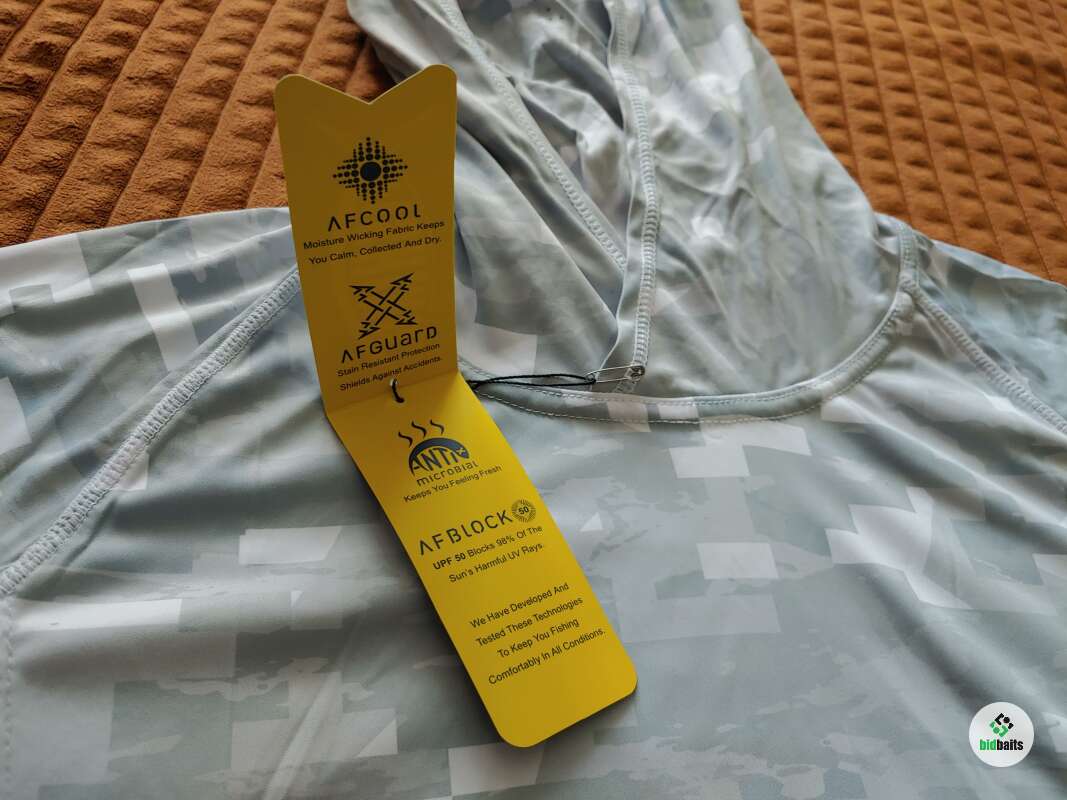 AFCOOL
Moisture Wicking Fabric Keeps
You Calm, Collected And Dry.
AFGUARD
Stain Resistant Protection
Shields Against Accidents.
ANTI
microbial
Keeps You Feeling Fresh
AFBLOCK 50
UPF 50 Blocks 98% Of The
Sun's Harmful UV Rays.
We Have Developed And
Tested These Technologies
To Keep You Fishing
Comfortably In All Conditions.
bidbaits